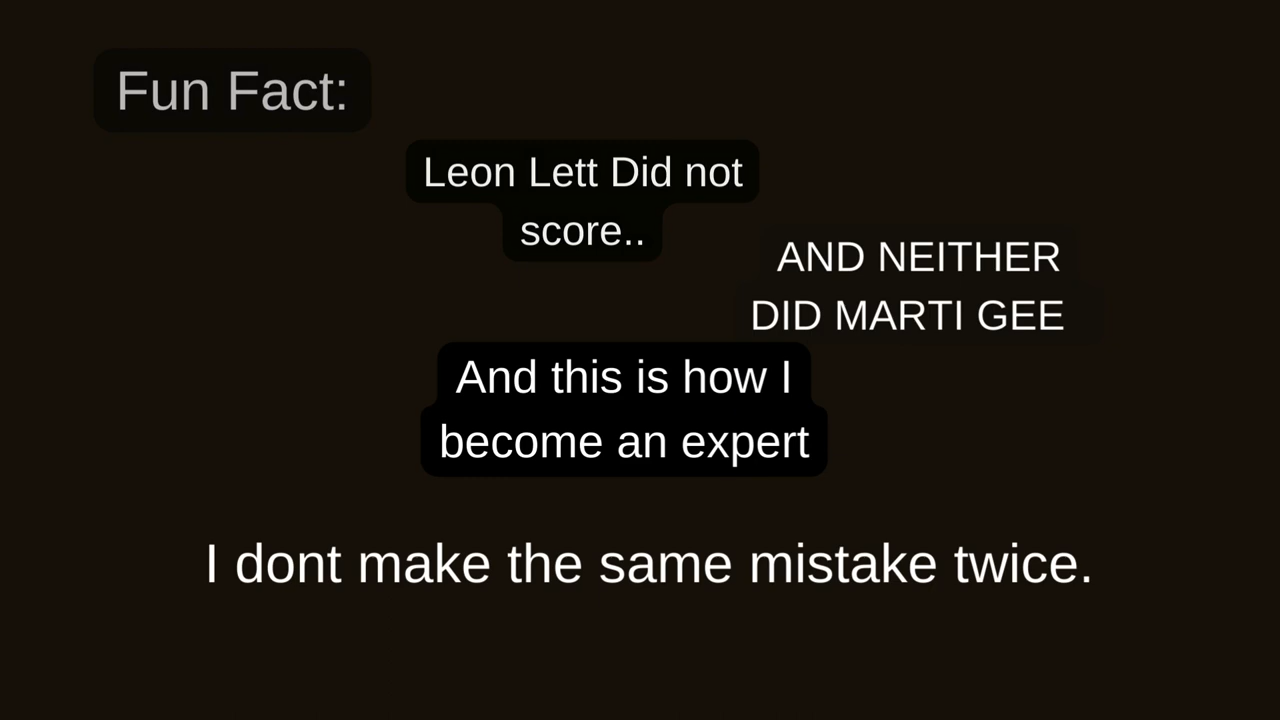 Fun Fact:
Leon Lett Did not
score..
AND NEITHER
DID MARTI GEE
And this is how I
become an expert
I dont make the same mistake twice.